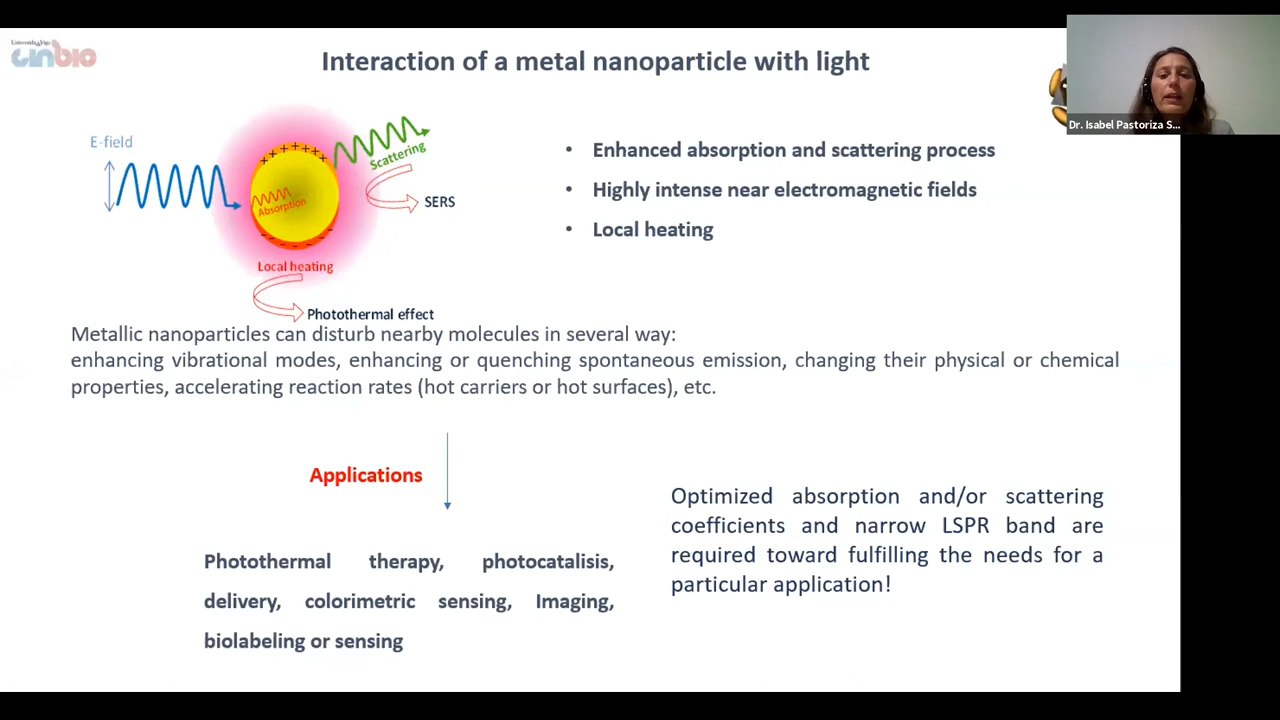 Universidade Vigo
cinbio
Interaction of a metal nanoparticle with light
Dr. Isabel Pastoriza S...
E-field
Scattering
Absorption
SERS
Local heating
Photothermal effect
• Enhanced absorption and scattering process
• Highly intense near electromagnetic fields
• Local heating
Metallic nanoparticles can disturb nearby molecules in several way:
enhancing vibrational modes, enhancing or quenching spontaneous emission, changing their physical or chemical
properties, accelerating reaction rates (hot carriers or hot surfaces), etc.
Applications
Photothermal therapy, photocatalisis,
delivery, colorimetric sensing, Imaging,
biolabeling or sensing
Optimized absorption and/or scattering
coefficients and narrow LSPR band are
required toward fulfilling the needs for a
particular application!